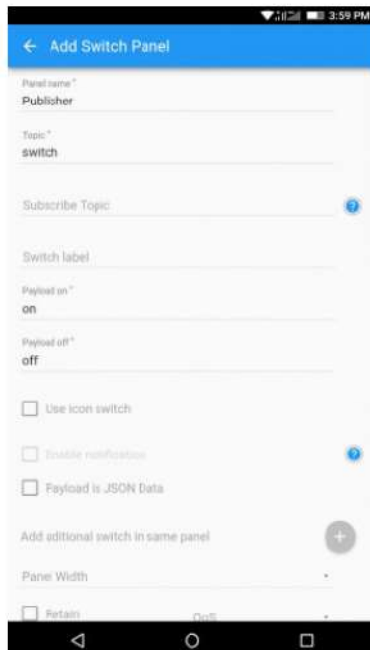 3:59 PM
Add Switch Panel
Panel name *
Publisher
Topic *
switch
Subscribe Topic
?
Switch label
Payload on *
on
Payload off *
off
Use icon switch
Enable notification
?
Payload is JSON Data
Add aditional switch in same panel
+
Panel Width
Retain QoS